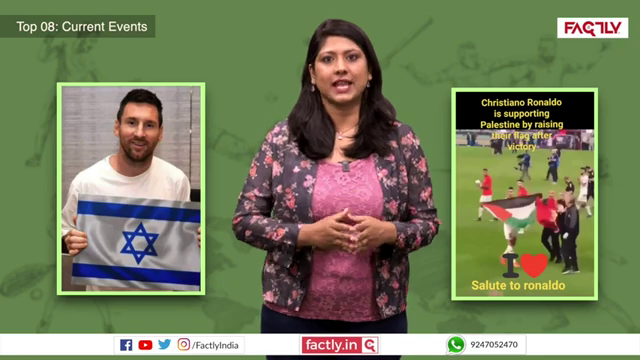 Top 08: Current Events
FACTLY
Christiano Ronaldo
is supporting
Palestine by raising
their flag after
victory-
I ❤
Salute to ronaldo
/FactlyIndia
factly.in
9247052470